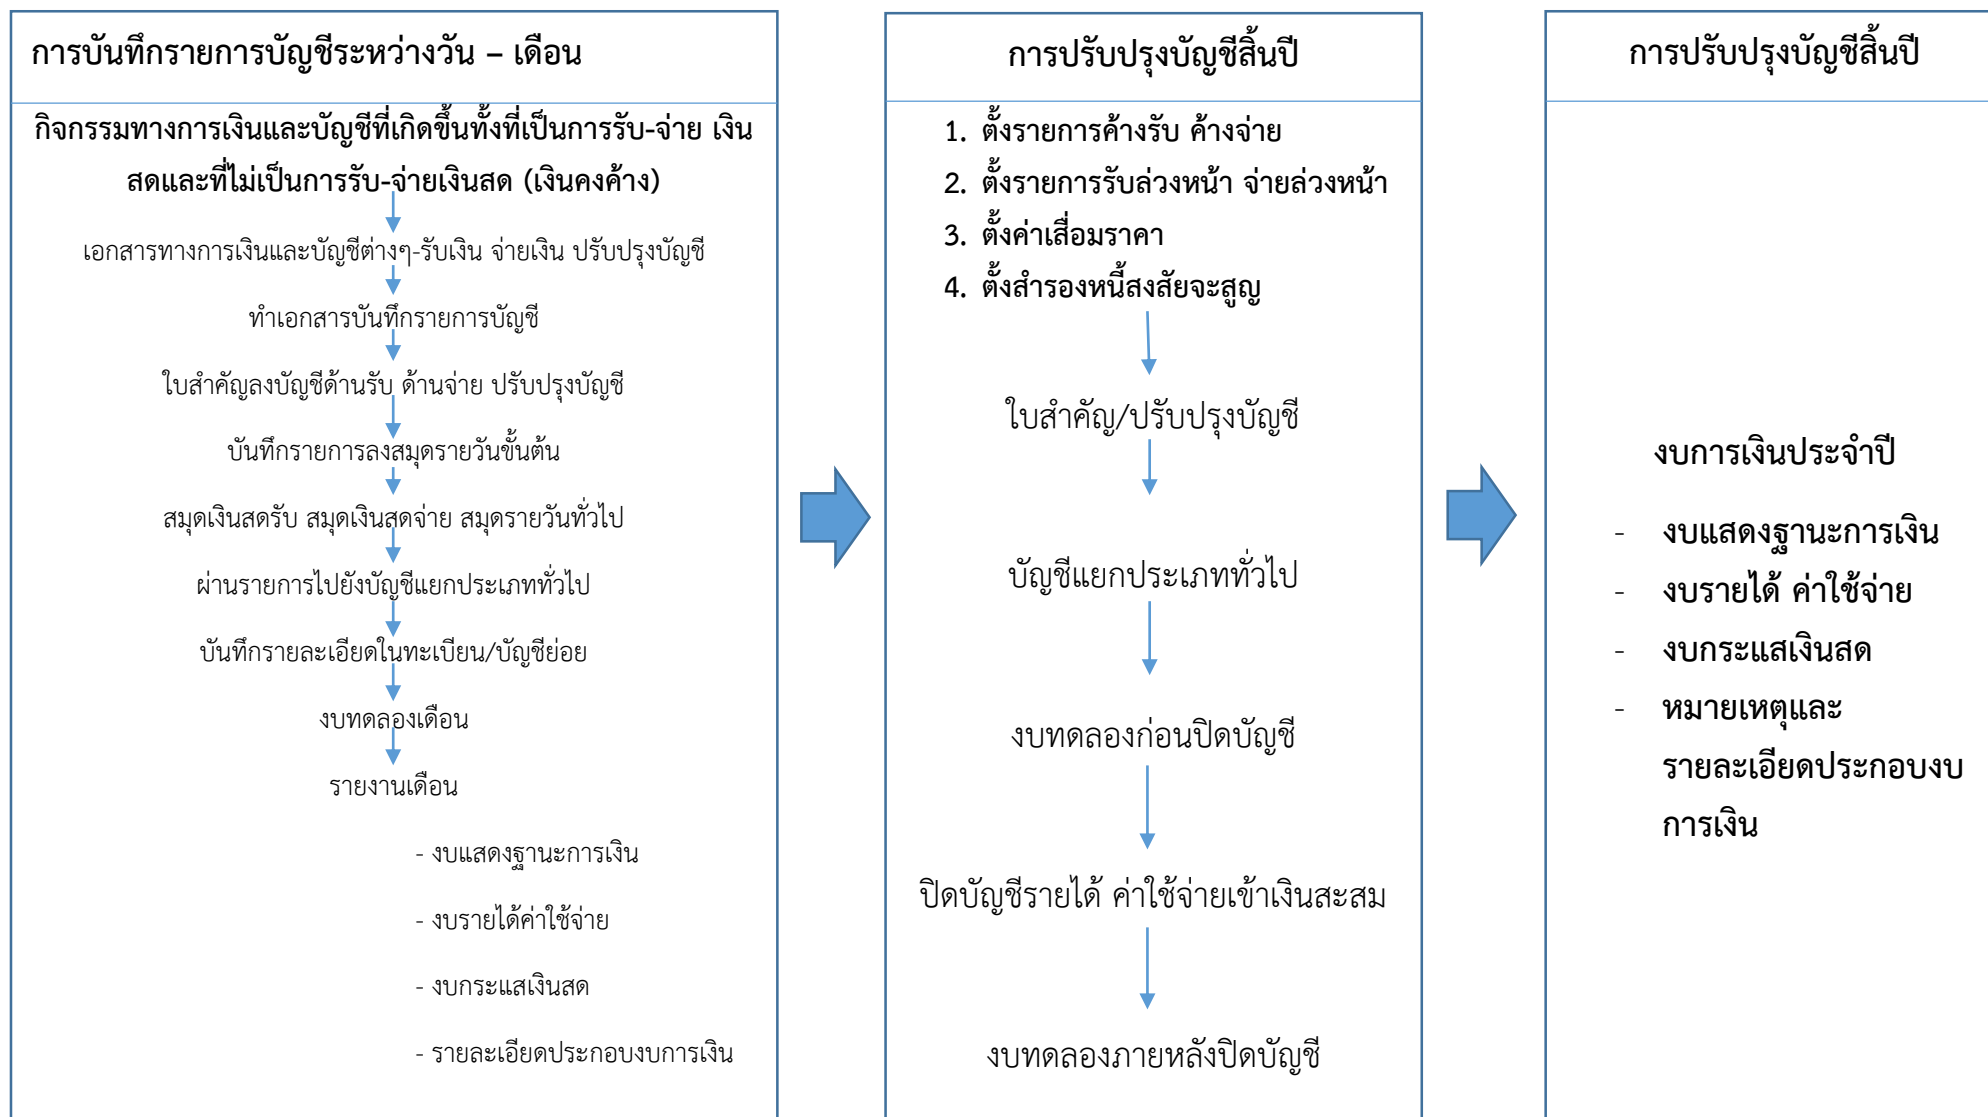 การบันทึกรายการบัญชีระหว่างวัน – เดือน
กิจกรรมทางการเงินและบัญชีที่เกิดขึ้นทั้งที่เป็นการรับ-จ่าย เงิน
สดและที่ไม่เป็นการรับ-จ่ายเงินสด (เงินคงค้าง)
เอกสารทางการเงินและบัญชีต่างๆ-รับเงิน จ่ายเงิน ปรับปรุงบัญชี
ทำเอกสารบันทึกรายการบัญชี
ใบสำคัญลงบัญชีด้านรับ ด้านจ่าย ปรับปรุงบัญชี
บันทึกรายการลงสมุดรายวันขั้นต้น
สมุดเงินสดรับ สมุดเงินสดจ่าย สมุดรายวันทั่วไป
ผ่านรายการไปยังบัญชีแยกประเภททั่วไป
บันทึกรายละเอียดในทะเบียน/บัญชีย่อย
งบทดลองเดือน
รายงานเดือน
- งบแสดงฐานะการเงิน
- งบรายได้ค่าใช้จ่าย
- งบกระแสเงินสด
- รายละเอียดประกอบงบการเงิน
การปรับปรุงบัญชีสิ้นปี
1. ตั้งรายการค้างรับ ค้างจ่าย
2. ตั้งรายการรับล่วงหน้า จ่ายล่วงหน้า
3. ตั้งค่าเสื่อมราคา
4. ตั้งสำรองหนี้สงสัยจะสูญ
ใบสำคัญ/ปรับปรุงบัญชี
บัญชีแยกประเภททั่วไป
งบทดลองก่อนปิดบัญชี
ปิดบัญชีรายได้ ค่าใช้จ่ายเข้าเงินสะสม
งบทดลองภายหลังปิดบัญชี
การปรับปรุงบัญชีสิ้นปี
งบการเงินประจำปี
- งบแสดงฐานะการเงิน
- งบรายได้ ค่าใช้จ่าย
- งบกระแสเงินสด
- หมายเหตุและ
รายละเอียดประกอบงบ
การเงิน